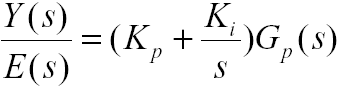 Y(s)/E(s) = (K_p + K_i/s)G_p(s)